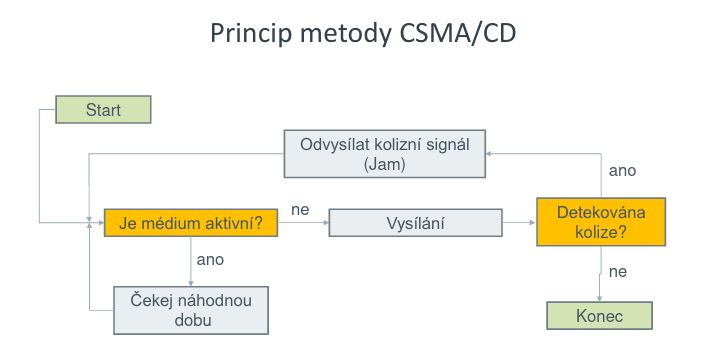 Princip metody CSMA/CD
Start
Odvysílat kolizní signál
(Jam)
ano
Je médium aktivní?
ne
Vysílání
Detekována
kolize?
ano
ne
Čekej náhodnou
dobu
Konec